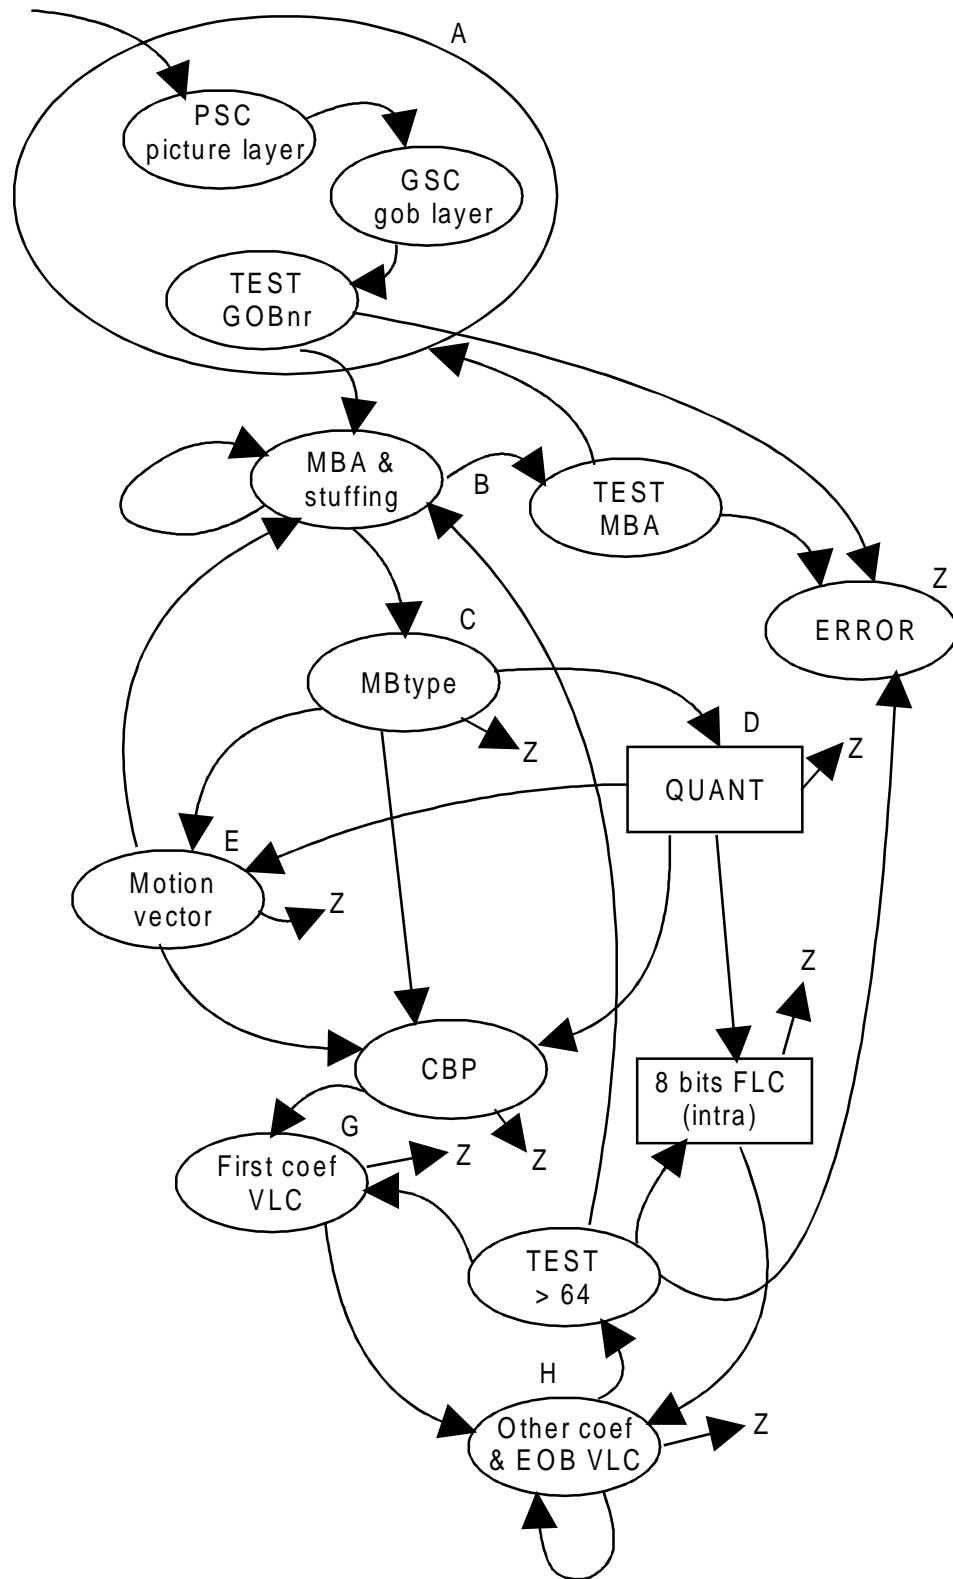 A
PSC
picture layer
GSC
gob layer
TEST
GOBnr
MBA &
stuffing
B
TEST
MBA
Z
ERROR
C
MBtype
Z
D
Z
QUANT
E
Motion
vector
Z
Z
CBP
8 bits FLC
(intra)
G
Z
Z
First coef
VLC
TEST
> 64
H
Other coef
& EOB VLC
Z